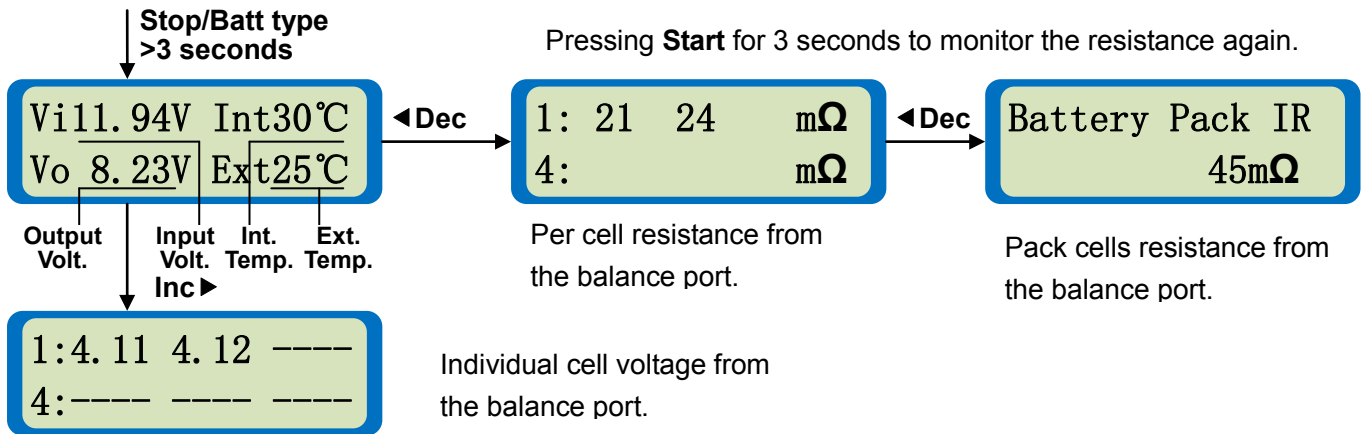 Stop/Batt type
>3 seconds
Pressing Start for 3 seconds to monitor the resistance again.
Vi11.94V Int30℃
Vo 8.23V Ext25℃
◀Dec
1: 21 24 mΩ
4: mΩ
◀Dec
Battery Pack IR
45mΩ
Output Volt.
Input Volt.
Int. Temp.
Ext. Temp.
Inc▶
Per cell resistance from
the balance port.
Pack cells resistance from
the balance port.
1:4.11 4.12 ----
4:---- ---- ----
Individual cell voltage from
the balance port.